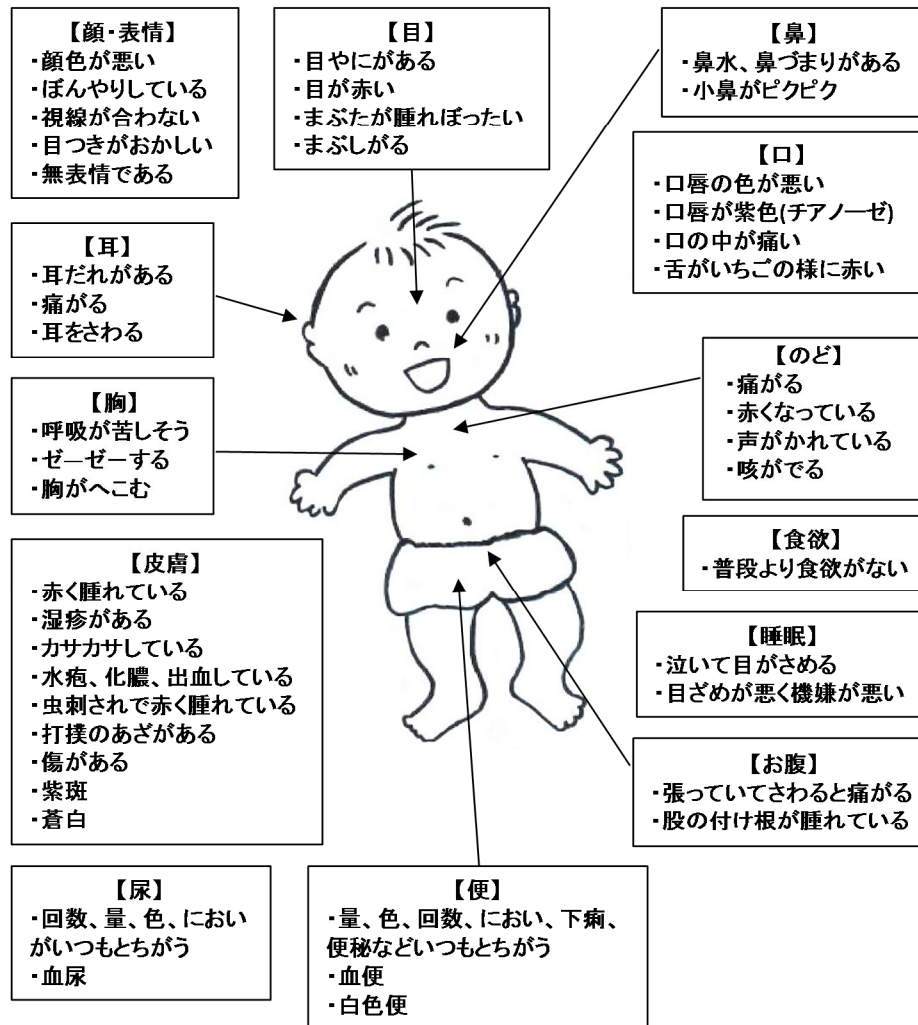 【顔・表情】
・顔色が悪い
・ぼんやりしている
・視線が合わない
・目つきがおかしい
・無表情である
【目】
・目やにがある
・目が赤い
・まぶたが腫れぼったい
・まぶしがる
【鼻】
・鼻水、鼻づまりがある
・小鼻がピクピク
【口】
・口唇の色が悪い
・口唇が紫色(チアノーゼ)
・口の中が痛い
・舌がいちごの様に赤い
【耳】
・耳だれがある
・痛がる
・耳をさわる
【のど】
・痛がる
・赤くなっている
・声がかれている
・咳がでる
【胸】
・呼吸が苦しそう
・ゼーゼーする
・胸がへこむ
【食欲】
・普段より食欲がない
【皮膚】
・赤く腫れている
・湿疹がある
・カサカサしている
・水疱、化膿、出血している
・虫刺されで赤く腫れている
・打撲のあざがある
・傷がある
・紫斑
・蒼白
【睡眠】
・泣いて目がさめる
・目ざめが悪く機嫌が悪い
【お腹】
・張っていてさわると痛がる
・股の付け根が腫れている
【尿】
・回数、量、色、におい
がいつもとちがう
・血尿
【便】
・量、色、回数、におい、下痢、
便秘などいつもとちがう
・血便
・白色便